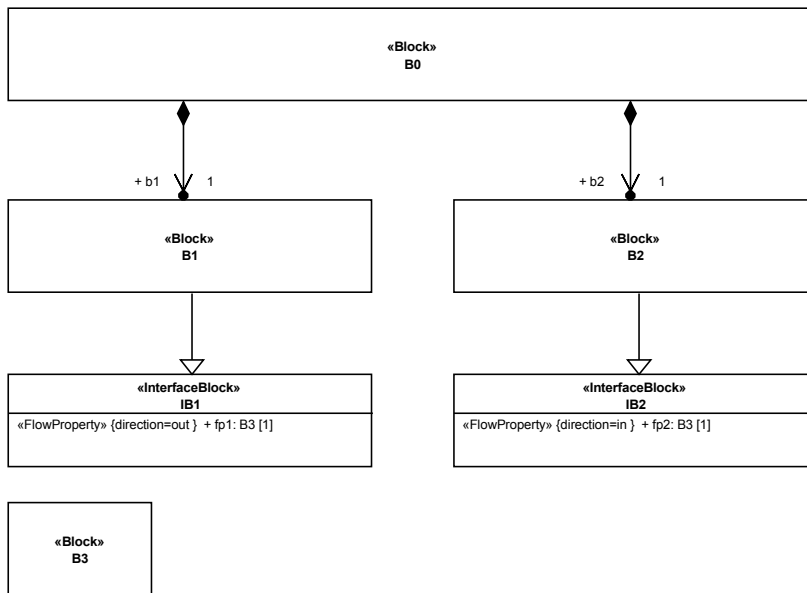 «Block»
B0
+ b1
1
+ b2
1
«Block»
B1
«Block»
B2
«InterfaceBlock»
IB1
«FlowProperty» {direction=out } + fp1: B3 [1]
«InterfaceBlock»
IB2
«FlowProperty» {direction=in } + fp2: B3 [1]
«Block»
B3